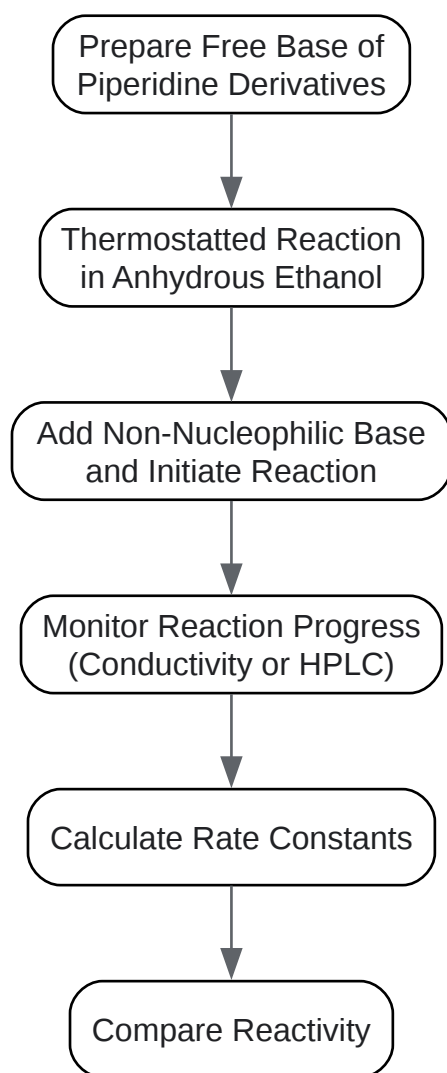 Prepare Free Base of
Piperidine Derivatives
Thermostatted Reaction
in Anhydrous Ethanol
Add Non-Nucleophilic Base
and Initiate Reaction
Monitor Reaction Progress
(Conductivity or HPLC)
Calculate Rate Constants
Compare Reactivity